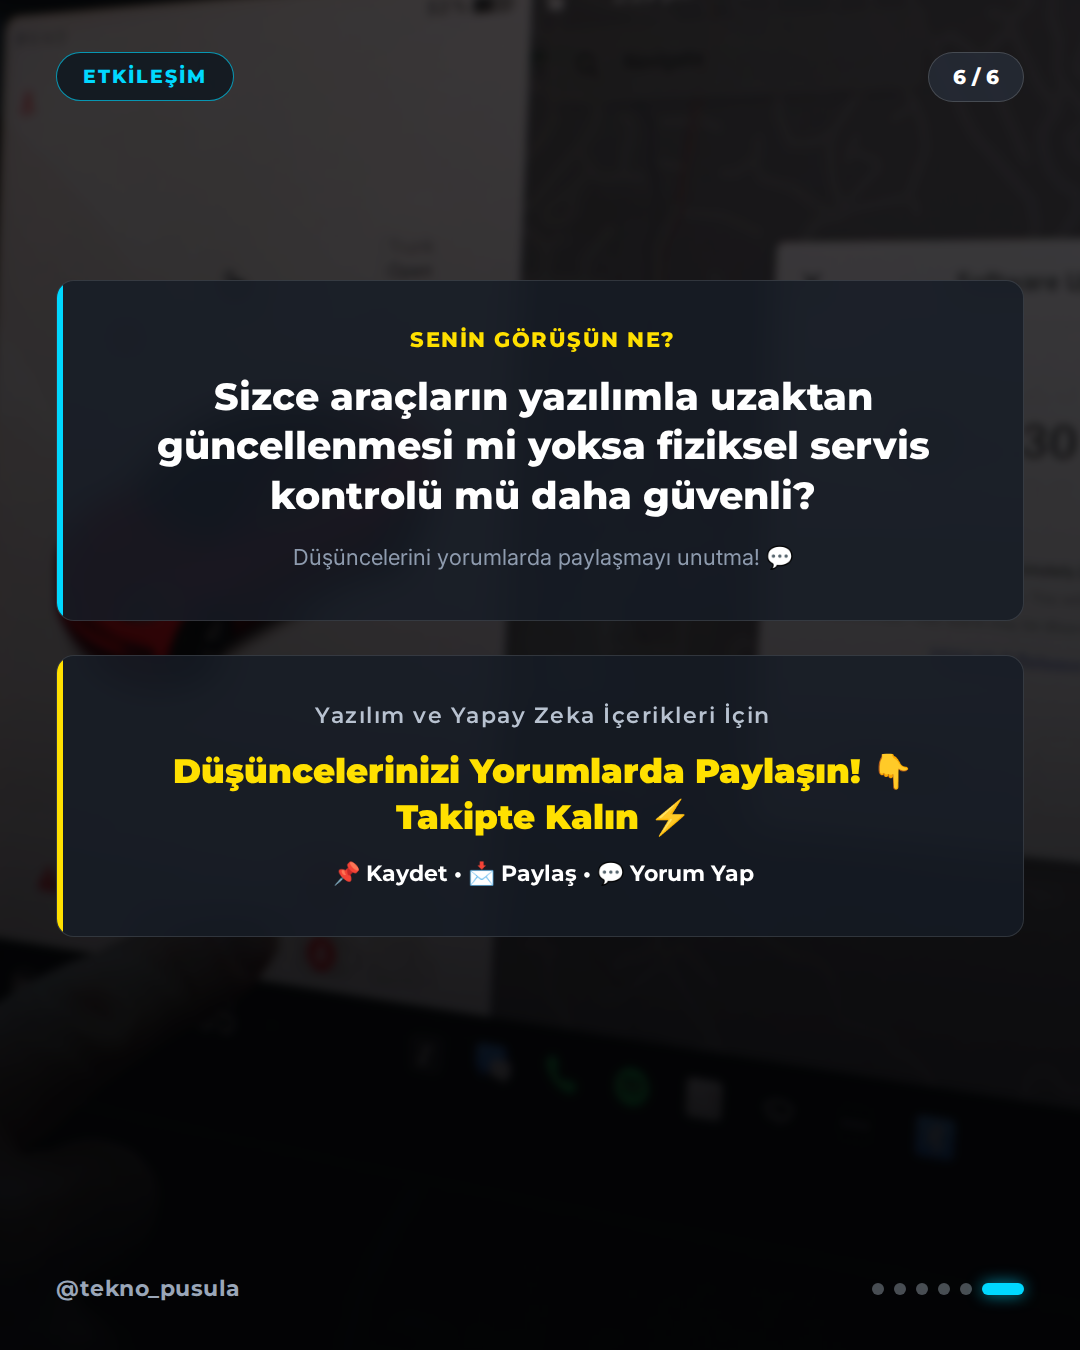 ETKİLEŞİM
6 / 6
SENİN GÖRÜŞÜN NE?
Sizce araçların yazılımla uzaktan
güncellenmesi mi yoksa fiziksel servis
kontrolü mü daha güvenli?
Düşüncelerini yorumlarda paylaşmayı unutma! 💬
Yazılım ve Yapay Zeka İçerikleri İçin
Düşüncelerinizi Yorumlarda Paylaşın! 👇
Takipte Kalın ⚡
📌 Kaydet • 📩 Paylaş • 💬 Yorum Yap
@tekno_pusula